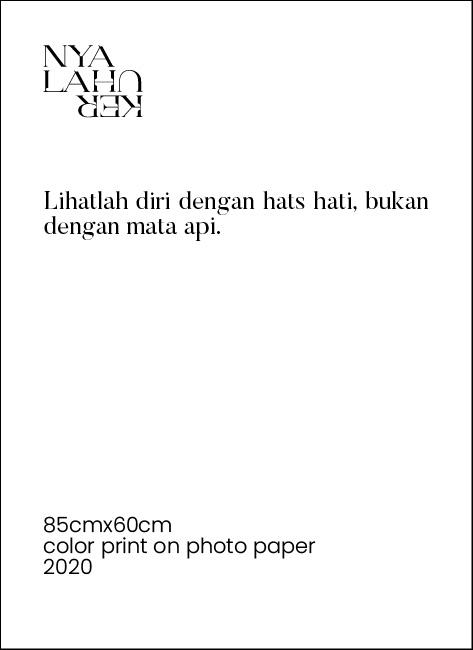 NYA
LAHU
KER
Lihatlah diri dengan hats hati, bukan
dengan mata api.
85cmx60cm
color print on photo paper
2020